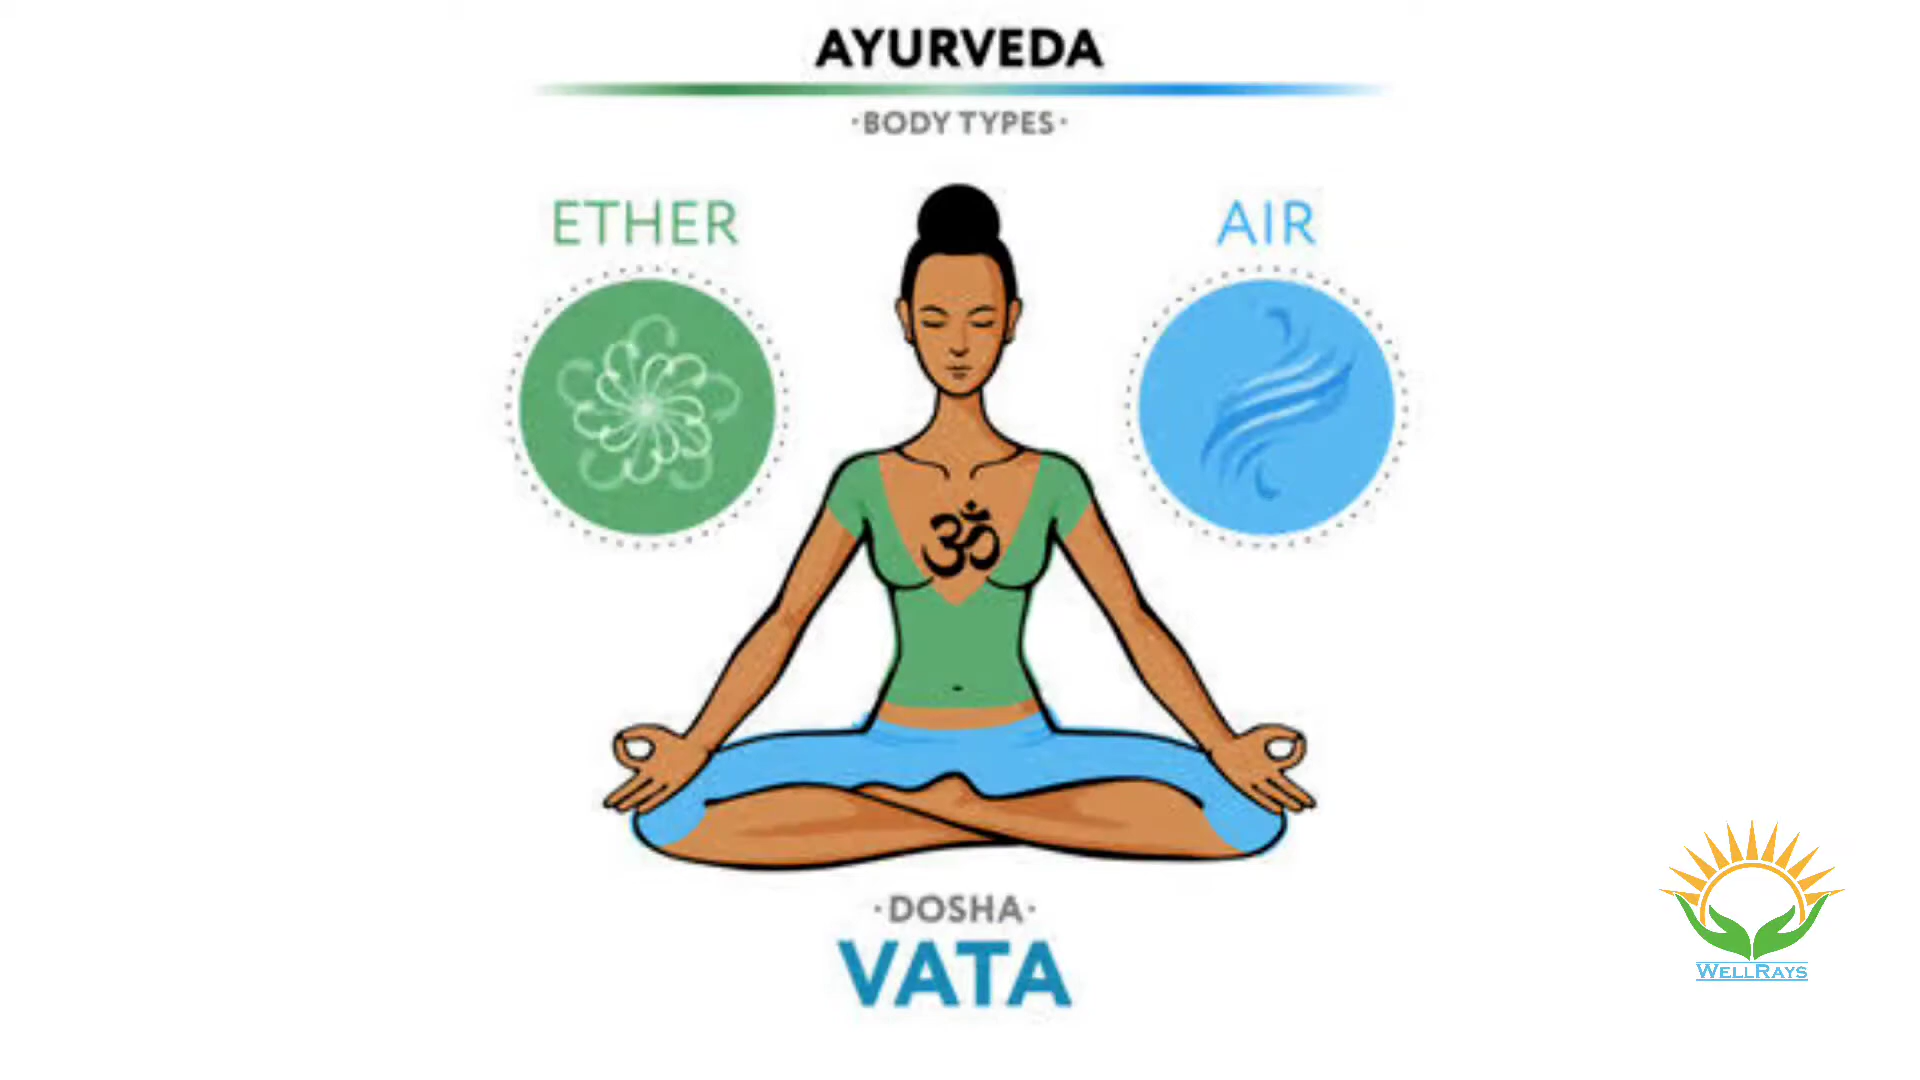 AYURVEDA
·BODY TYPES·
ETHER
AIR
ॐ
·DOSHA·
VATA
WELLRAYS